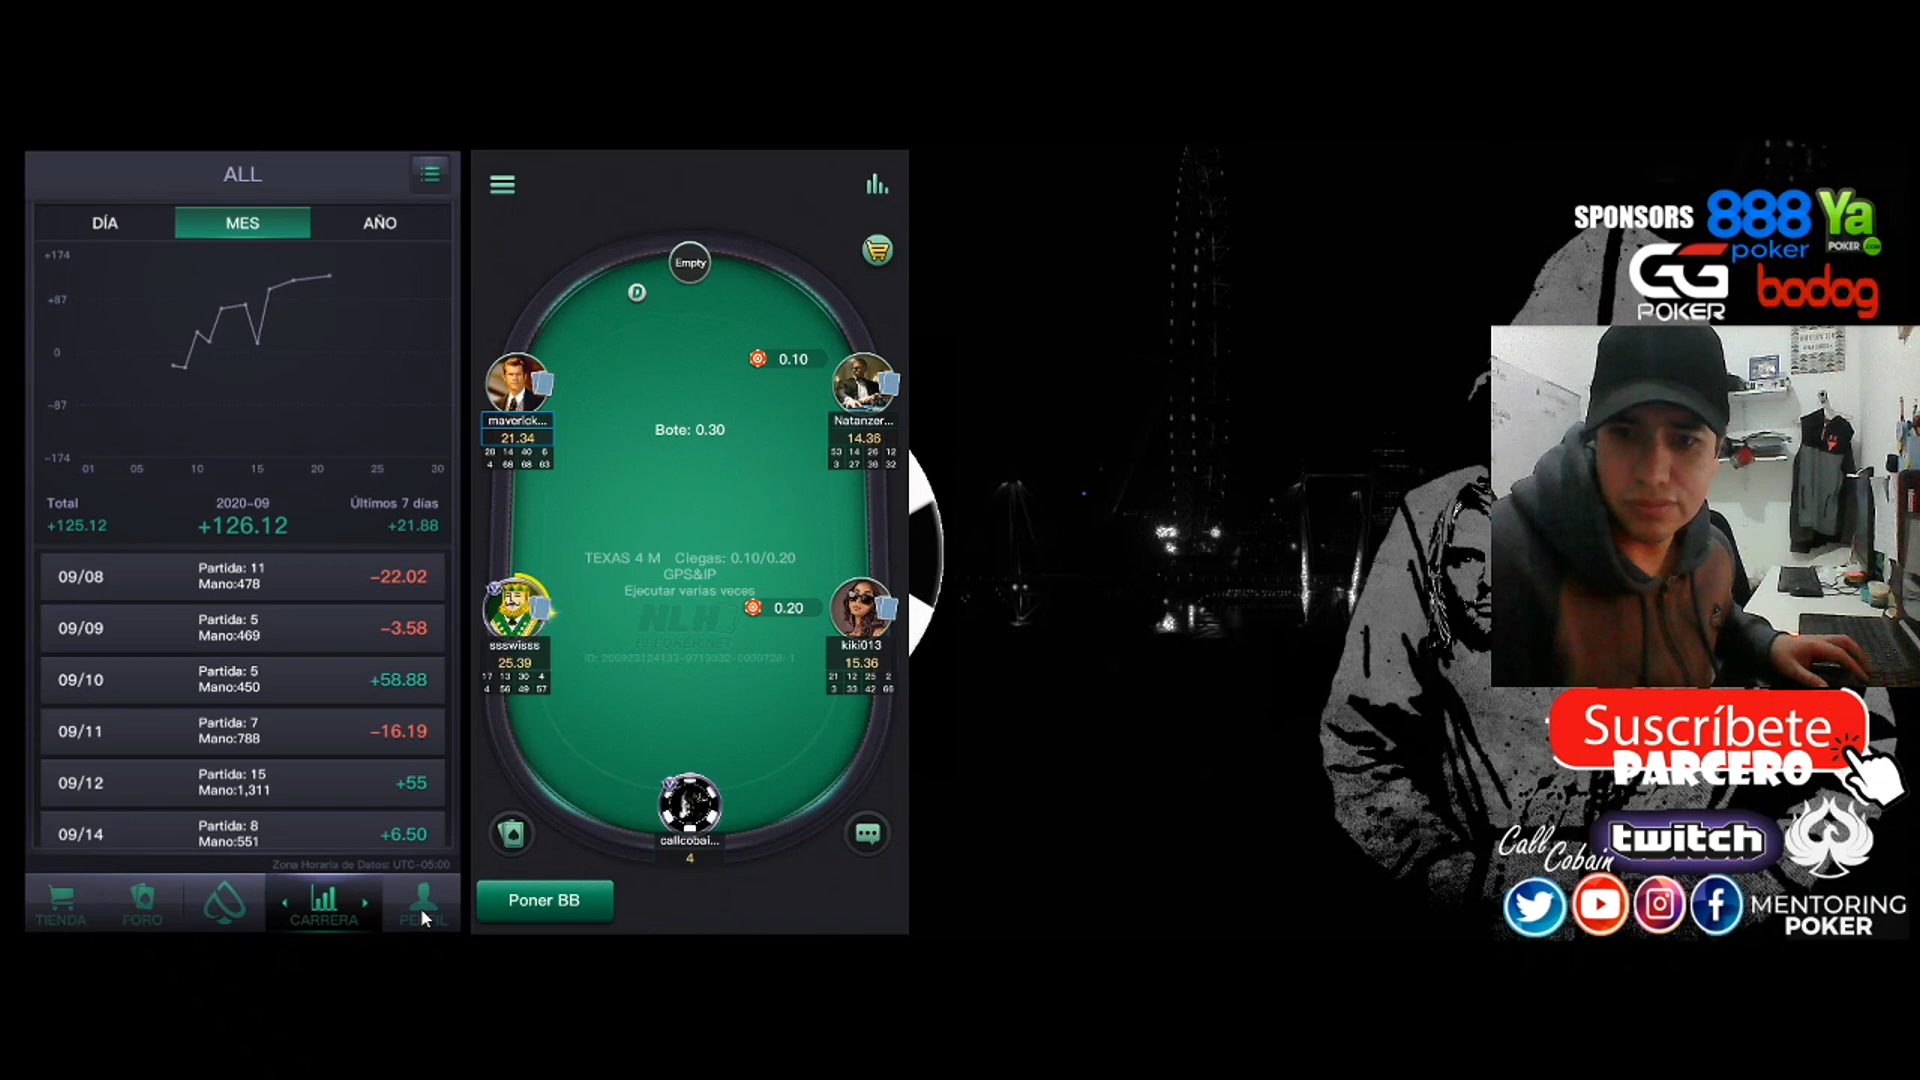 ALL
DÍA MES AÑO
+174
+87
0
-87
-174
01 05 10 15 20 25 30
Total 2020-09 Últimos 7 días
+125.12 +126.12 +21.88
09/08 Partida: 11 Mano:478 -22.02
09/09 Partida: 5 Mano:469 -3.58
09/10 Partida: 5 Mano:450 +58.88
09/11 Partida: 7 Mano:788 -16.19
09/12 Partida: 15 Mano:1,311 +55
09/14 Partida: 8 Mano:551 +6.50
Zona Horaria de Datos: UTC-05:00
TIENDA FORO CARRERA PERFIL
Empty
D
0.10
maverick...
21.34
Natanzer...
14.38
Bote: 0.30
TEXAS 4 M Ciegas: 0.10/0.20
GPS&IP
Ejecutar varias veces
NLH
0.20
ssswisss
25.39
kiki013
15.36
callcobai...
4
Poner BB
SPONSORS 888 poker
Ya POKER .COM
GG POKER
bodog
Suscríbete
PARCERO
Call Cobain
twitch
MENTORING
POKER